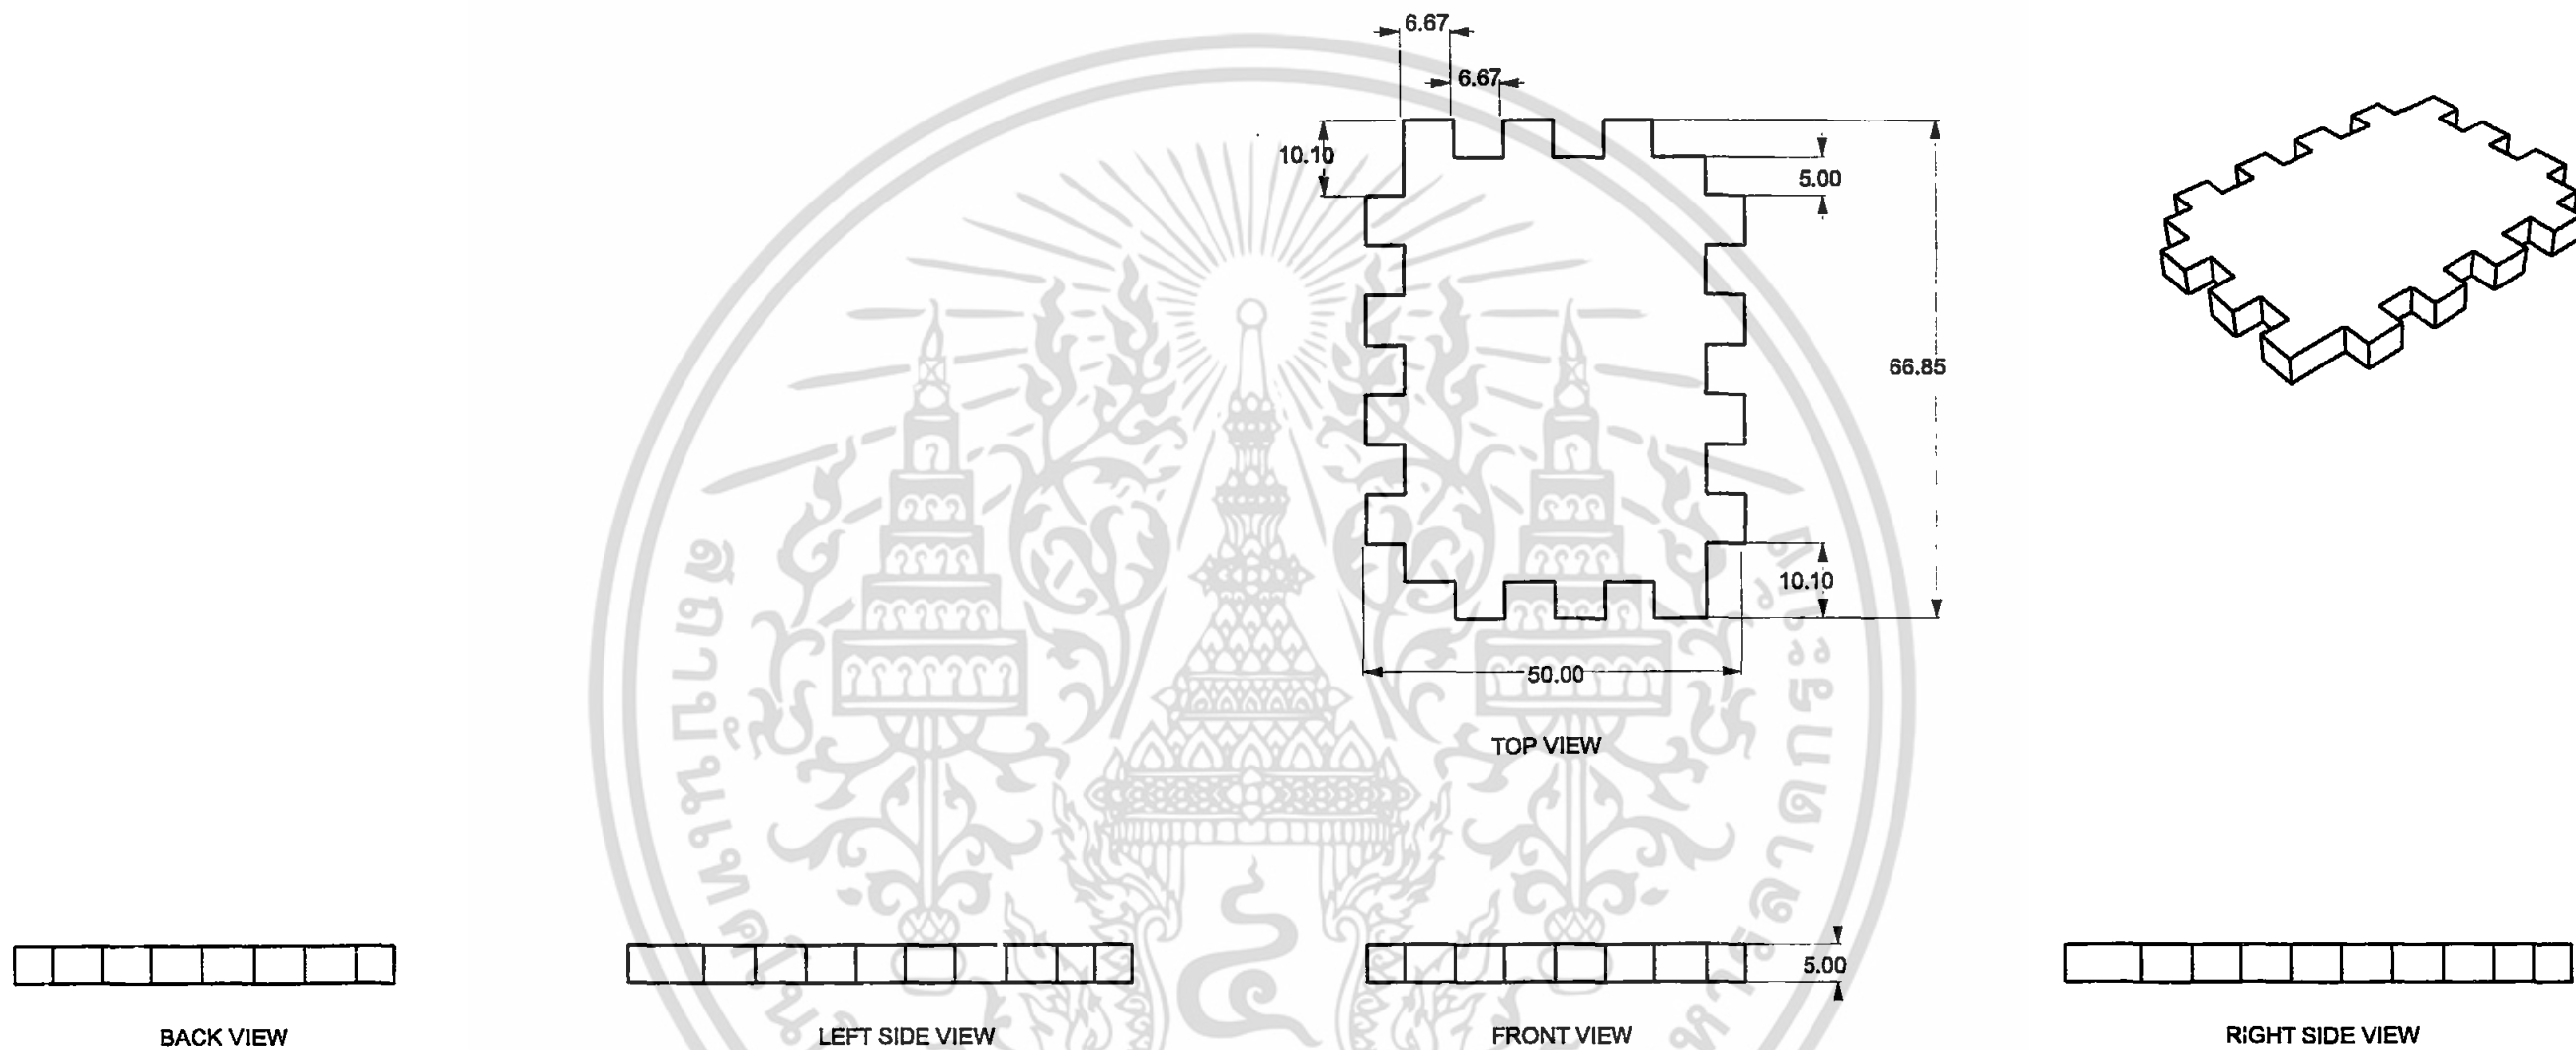 6.67
6.67
10.10
5.00
66.85
10.10
50.00
TOP VIEW
5.00
BACK VIEW
LEFT SIDE VIEW
FRONT VIEW
RIGHT SIDE VIEW